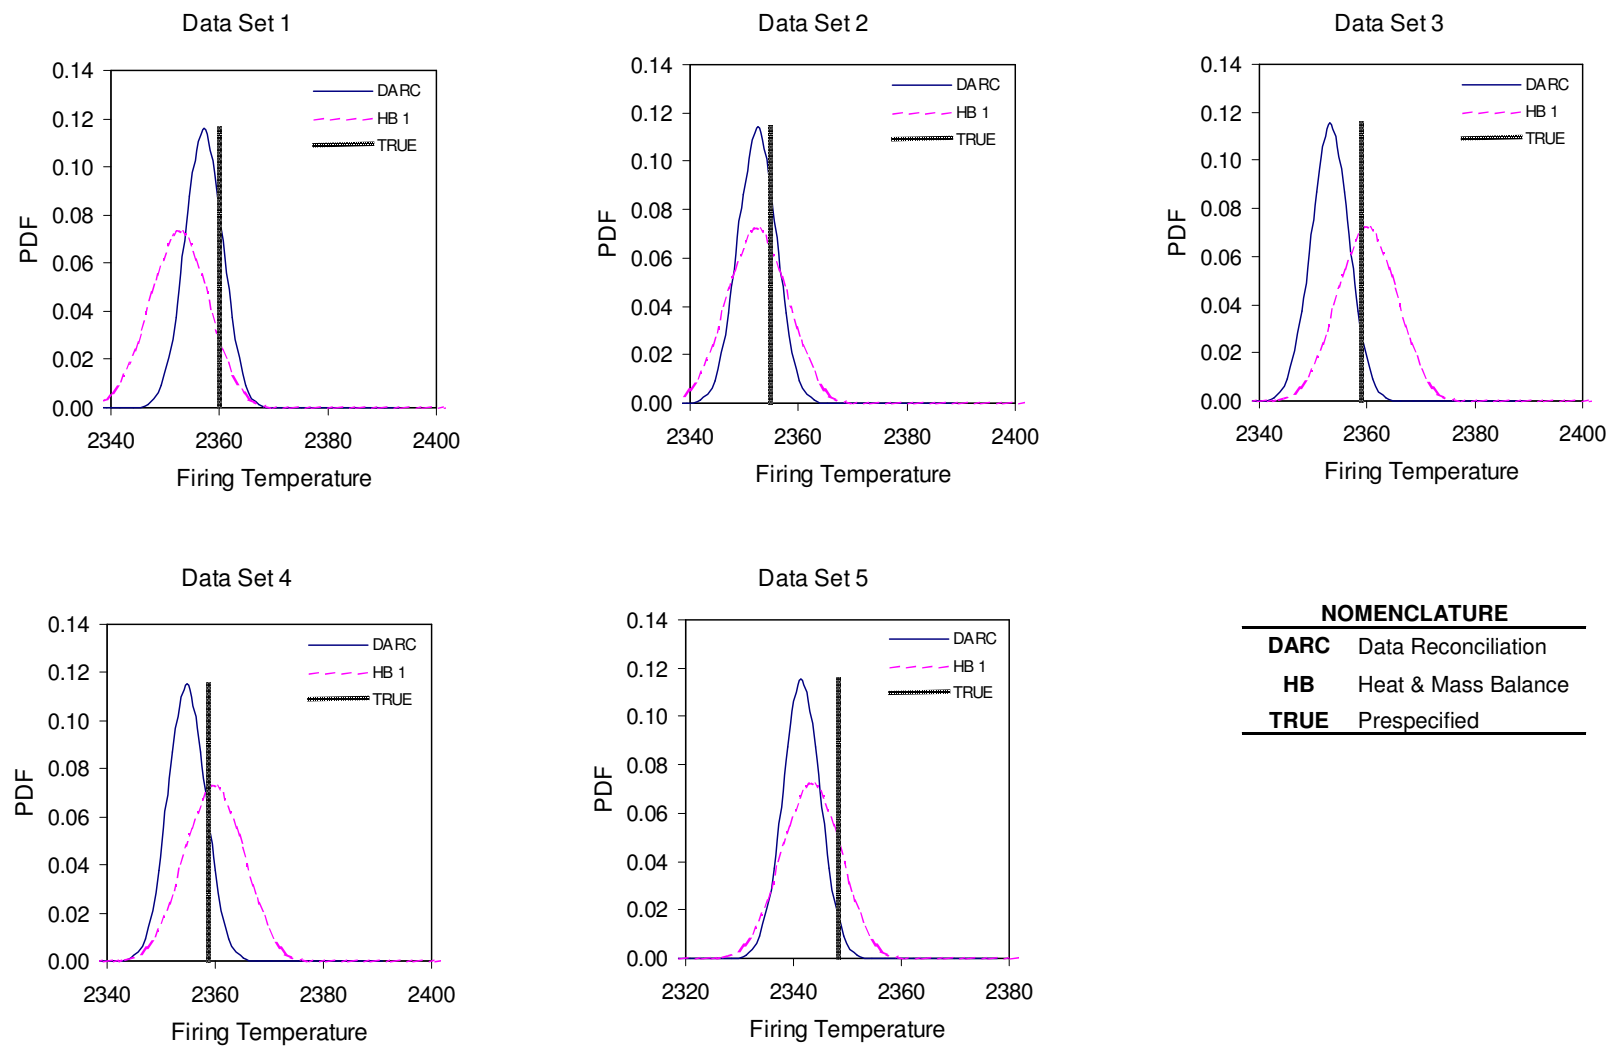 Data Set 1
0.14
0.12
0.10
0.08
0.06
0.04
0.02
0.00
PDF
DARC
HB 1
TRUE
2340 2360 2380 2400
Firing Temperature
Data Set 2
0.14
0.12
0.10
0.08
0.06
0.04
0.02
0.00
PDF
DARC
HB 1
TRUE
2340 2360 2380 2400
Firing Temperature
Data Set 3
0.14
0.12
0.10
0.08
0.06
0.04
0.02
0.00
PDF
DARC
HB 1
TRUE
2340 2360 2380 2400
Firing Temperature
Data Set 4
0.14
0.12
0.10
0.08
0.06
0.04
0.02
0.00
PDF
DARC
HB 1
TRUE
2340 2360 2380 2400
Firing Temperature
Data Set 5
0.14
0.12
0.10
0.08
0.06
0.04
0.02
0.00
PDF
DARC
HB 1
TRUE
2320 2340 2360 2380
Firing Temperature
NOMENCLATURE
DARC Data Reconciliation
HB Heat & Mass Balance
TRUE Prespecified